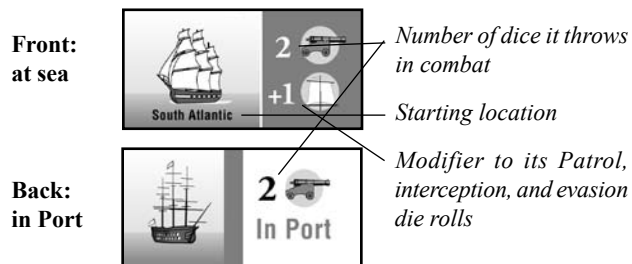 Front:
at sea
2
+1
South Atlantic
Number of dice it throws
in combat
Starting location
Modifier to its Patrol,
interception, and evasion
die rolls
Back:
in Port
2
In Port